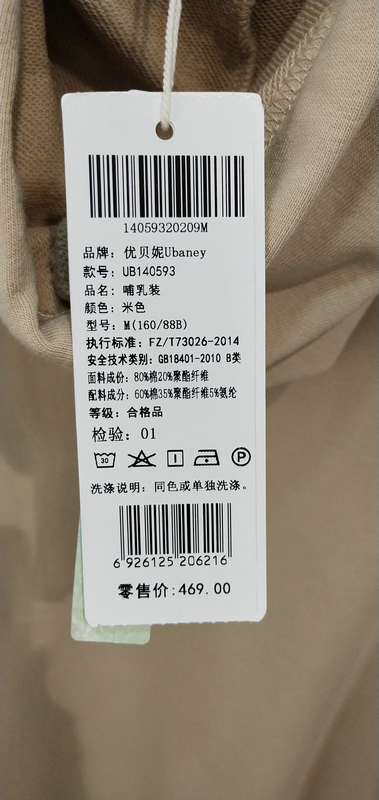 14059320209M
品牌：优贝妮Ubaney
款号：UB140593
品名：哺乳装
颜色：米色
型号：M(160/88B)
执行标准：FZ/T73026-2014
安全技术类别：GB18401-2010 B类
面料成份：80%棉20%聚酯纤维
配料成分：60%棉35%聚酯纤维5%氨纶
等级：合格品
检验：01
30 P
洗涤说明：同色或单独洗涤。
6 926125 206216
零售价:469.00